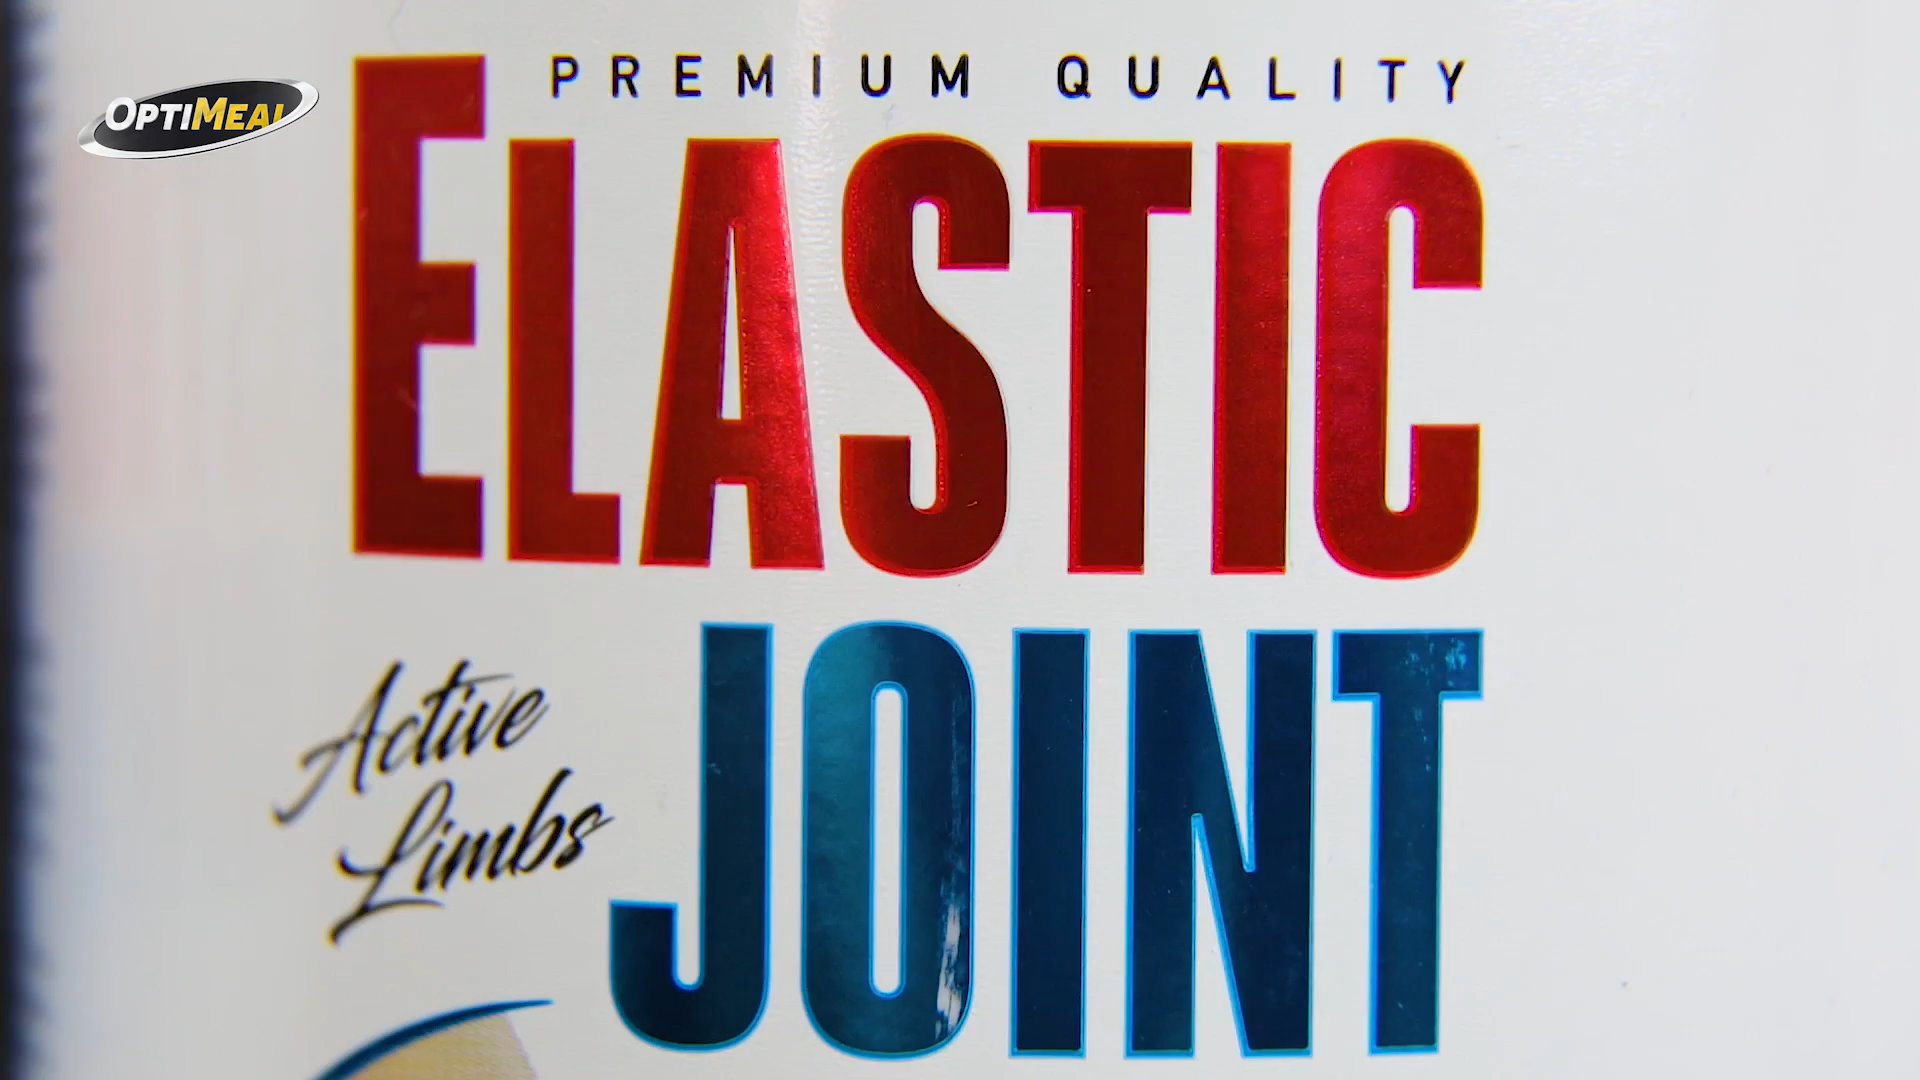 OPTIMEAL
PREMIUM QUALITY
ELASTIC
JOINT
Active
Limbs